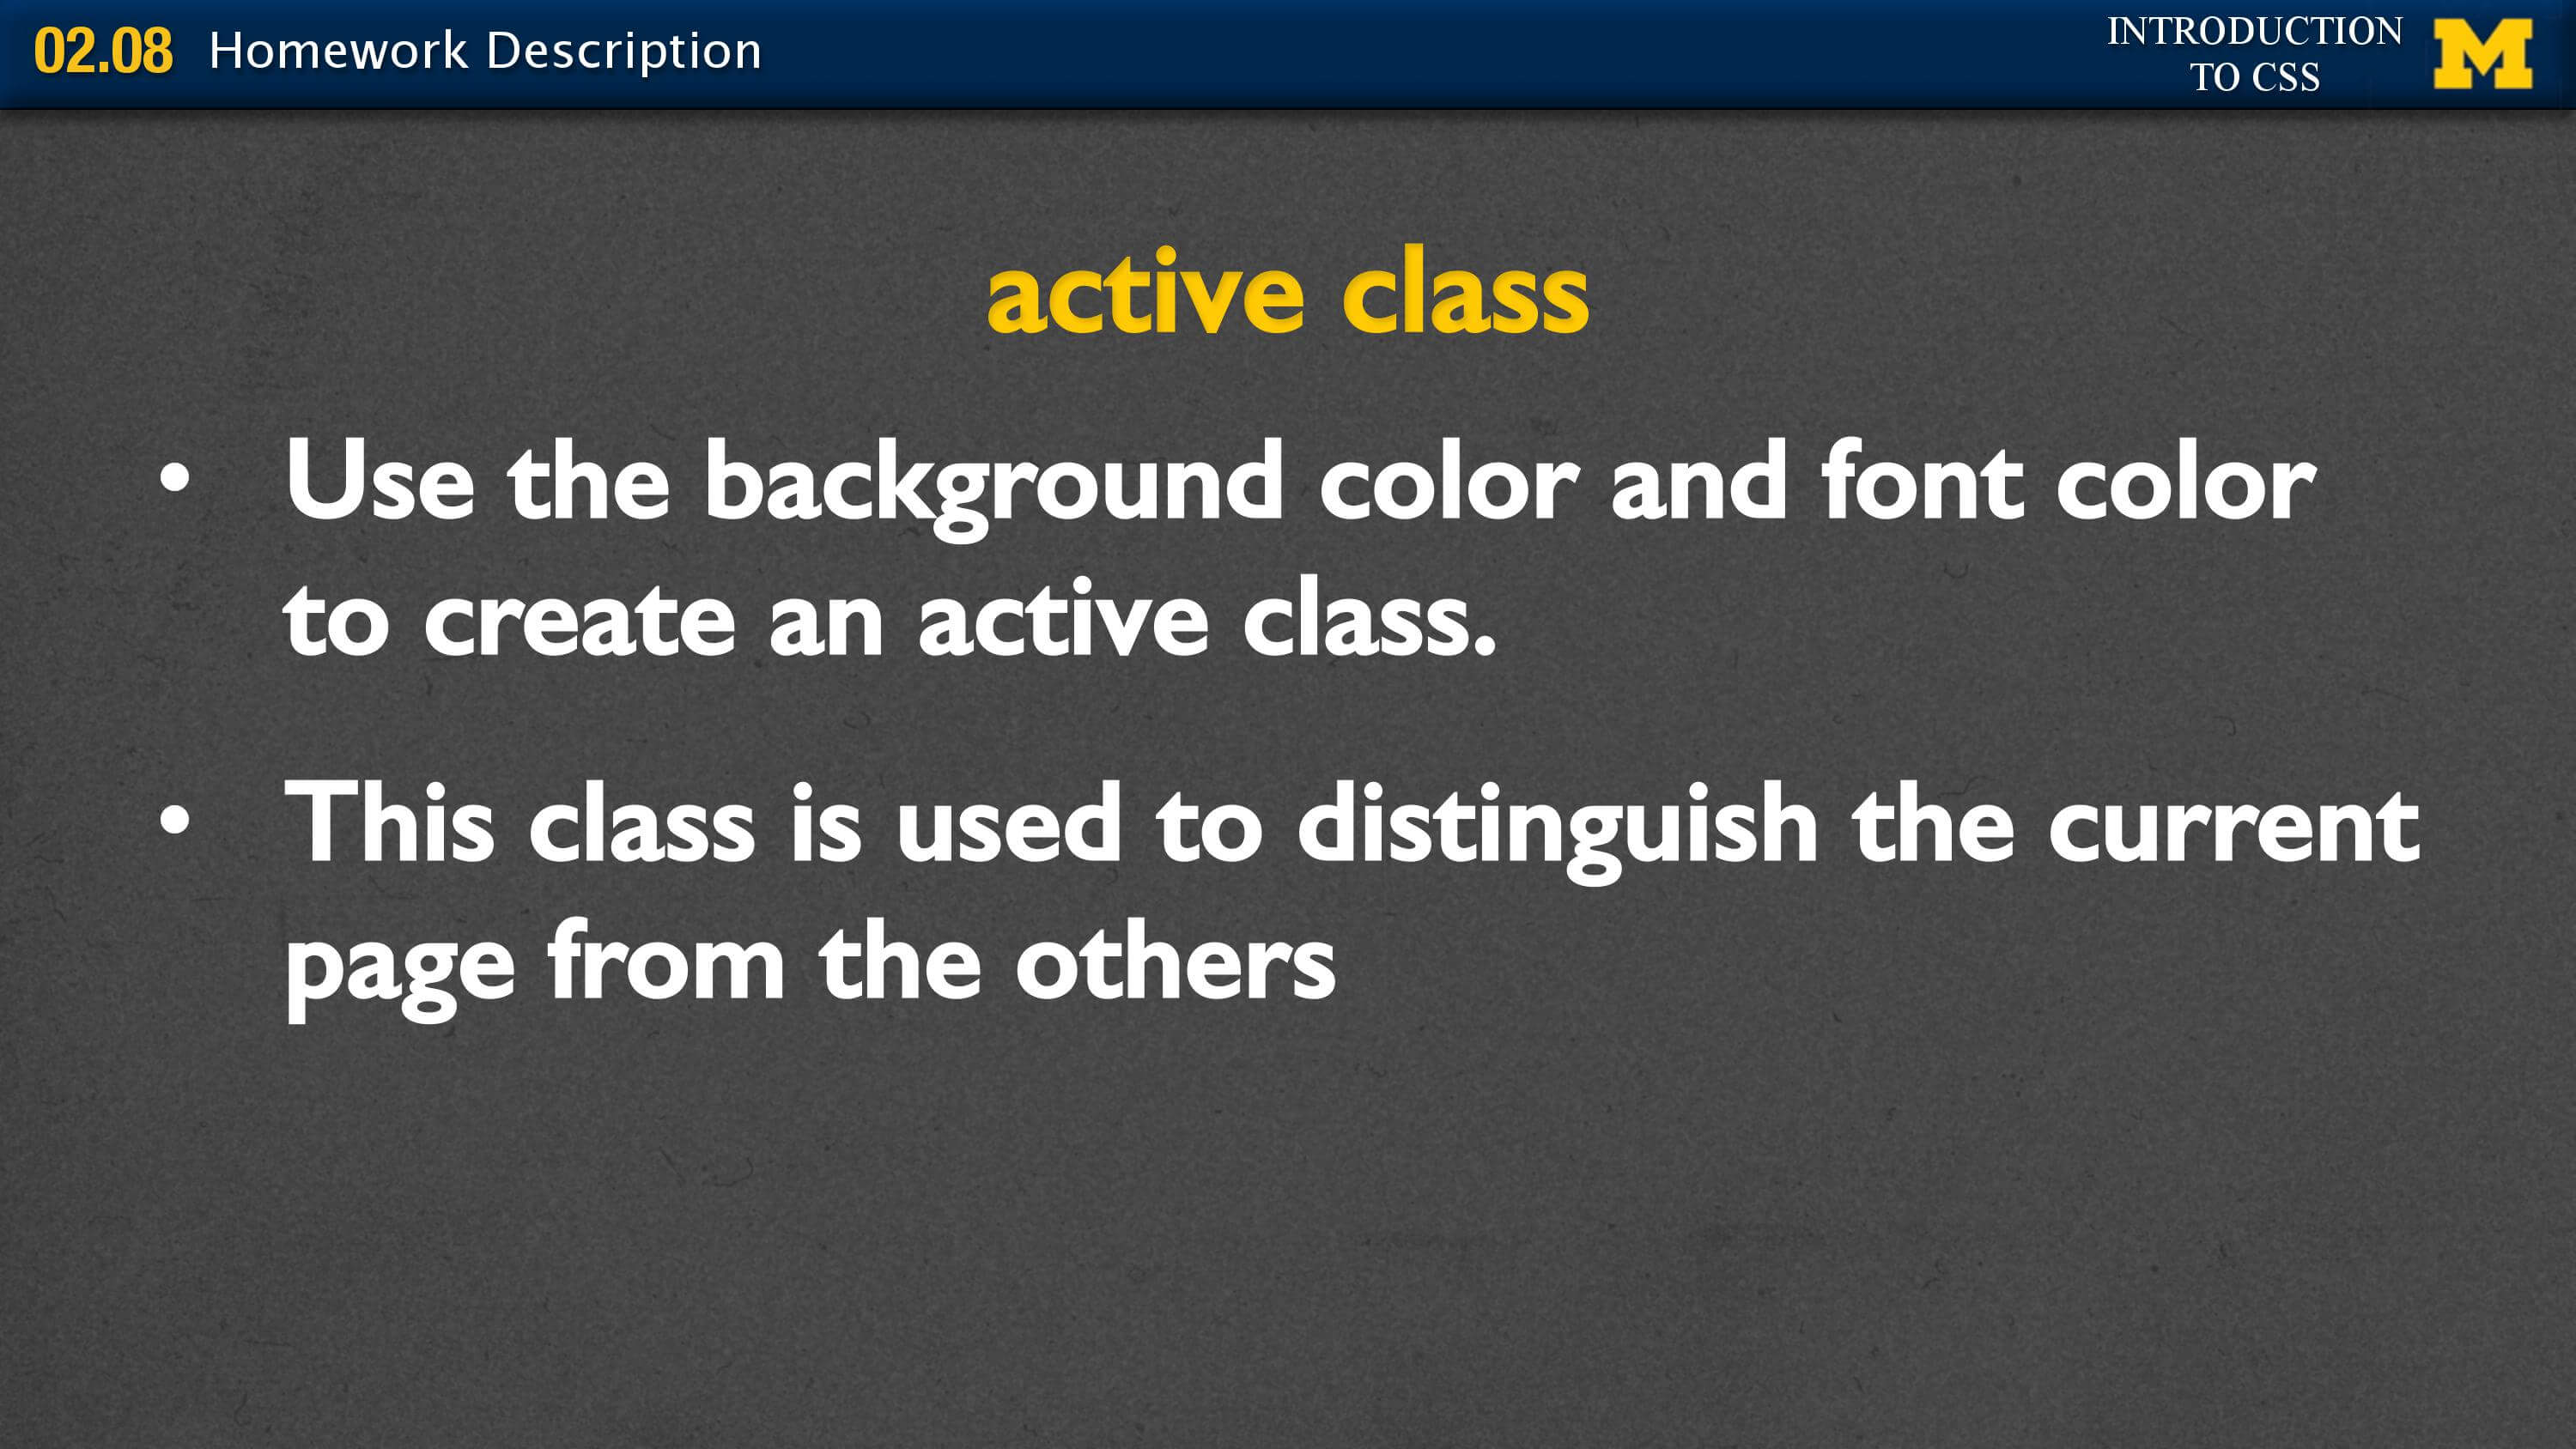 02.08 Homework Description
INTRODUCTION
TO CSS
M
active class
• Use the background color and font color
to create an active class.
• This class is used to distinguish the current
page from the others